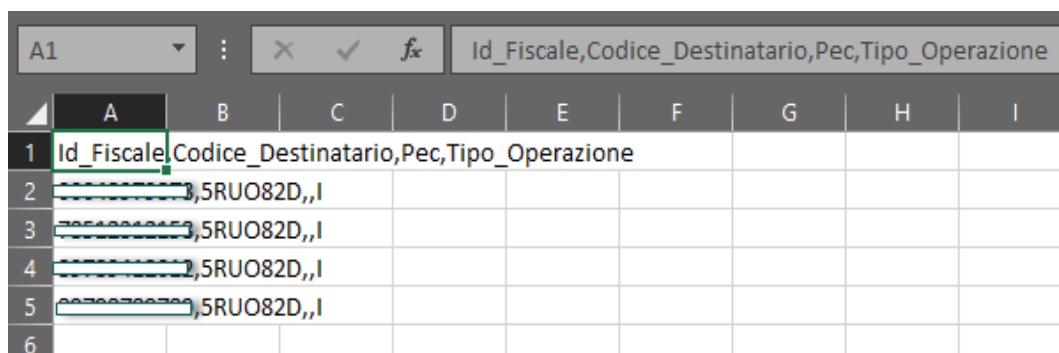 A1 fx Id_Fiscale,Codice_Destinatario,Pec,Tipo_Operazione
A B C D E F G H I
1 Id_Fiscale,Codice_Destinatario,Pec,Tipo_Operazione
2 ,5RUO82D,,I
3 ,5RUO82D,,I
4 ,5RUO82D,,I
5 ,5RUO82D,,I
6